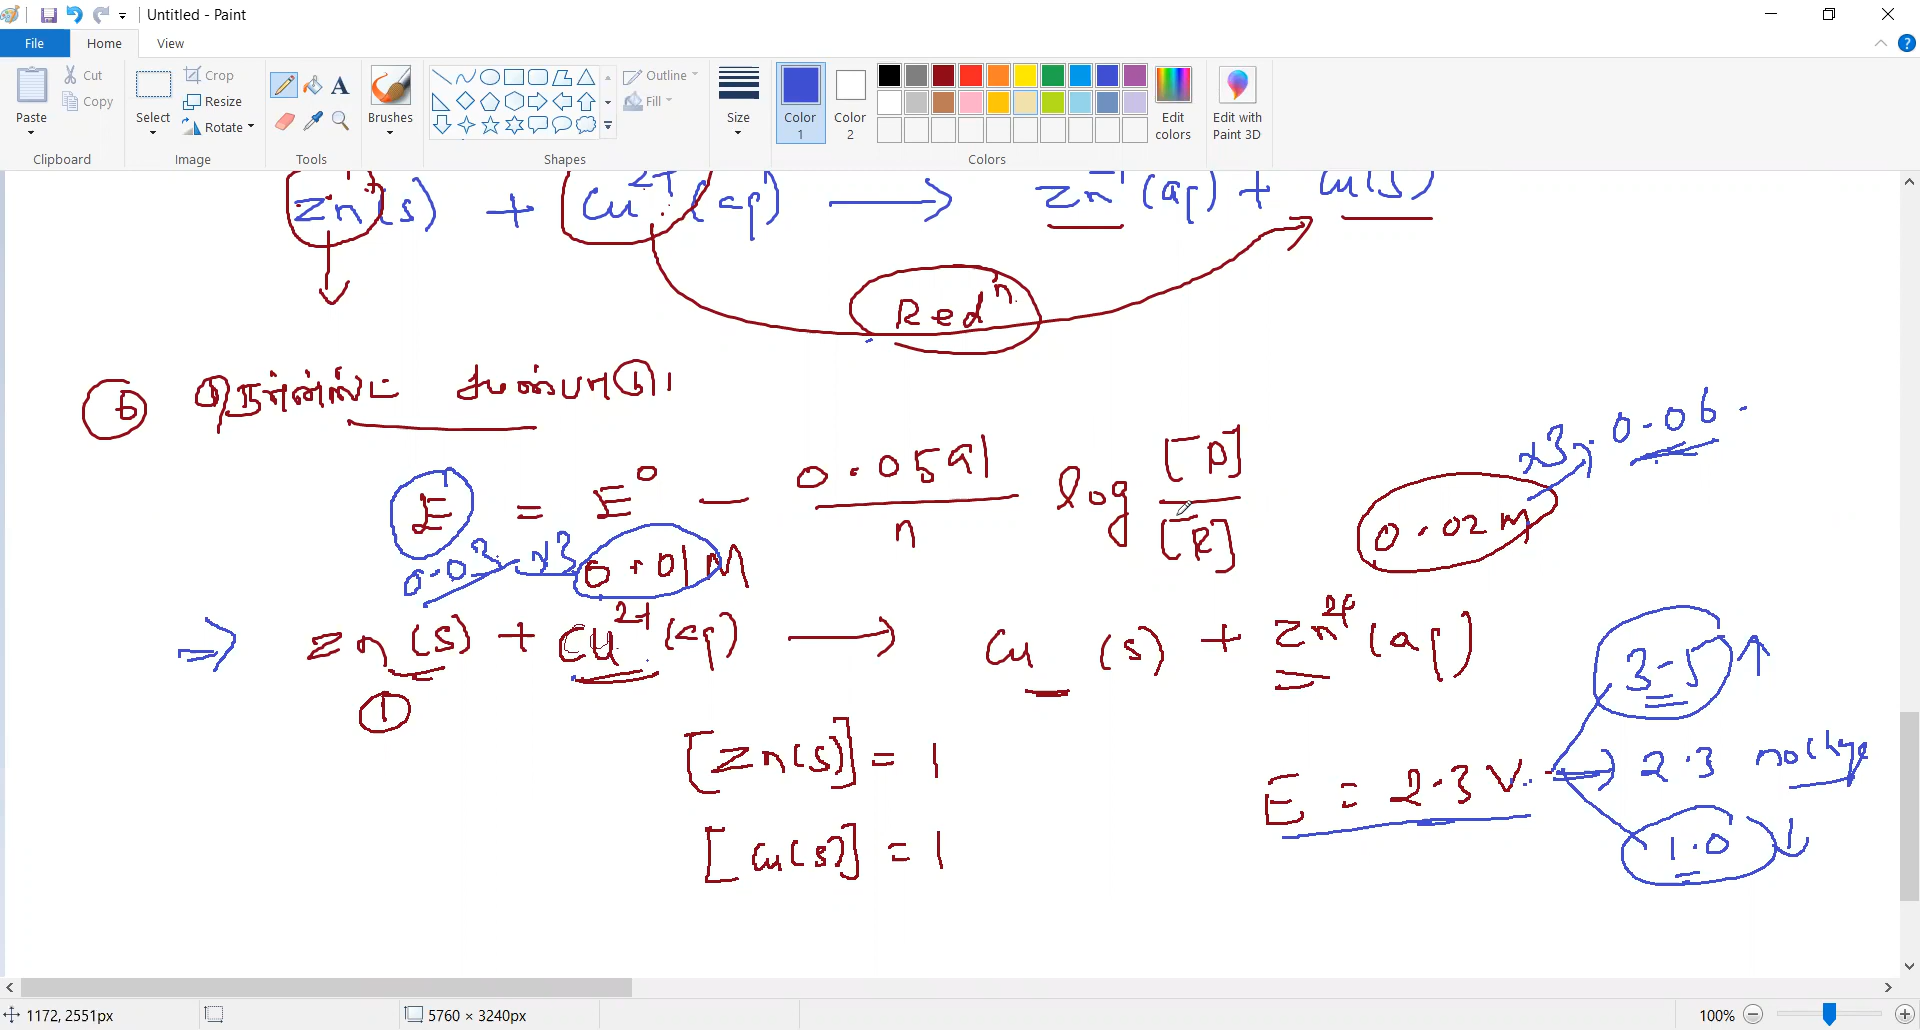 Untitled - Paint
File Home View
Paste
Cut
Copy
Clipboard
Select
Crop
Resize
Rotate
Image
Tools
Brushes
Outline
Fill
Shapes
Size
Color 1
Color 2
Edit colors
Edit with Paint 3D
Colors
Zn(s) + Cu²⁺(aq) → Zn (aq) + Cu(s)
Redⁿ
6 சமன்பாடு
E = E⁰ - 0.0591/n log [P]/[R]
0.02 M ×3 0.06
0.03 ×3 0.01 M
⇒ Zn(s) + Cu²⁺(aq) → Cu(s) + Zn²⁺(aq)
1
[Zn(s)] = 1
[Cu(s)] = 1
E = 2.3 V.
3-5 ↑
2.3
1.0 ↓
1172, 2551px
5760 × 3240px
100%